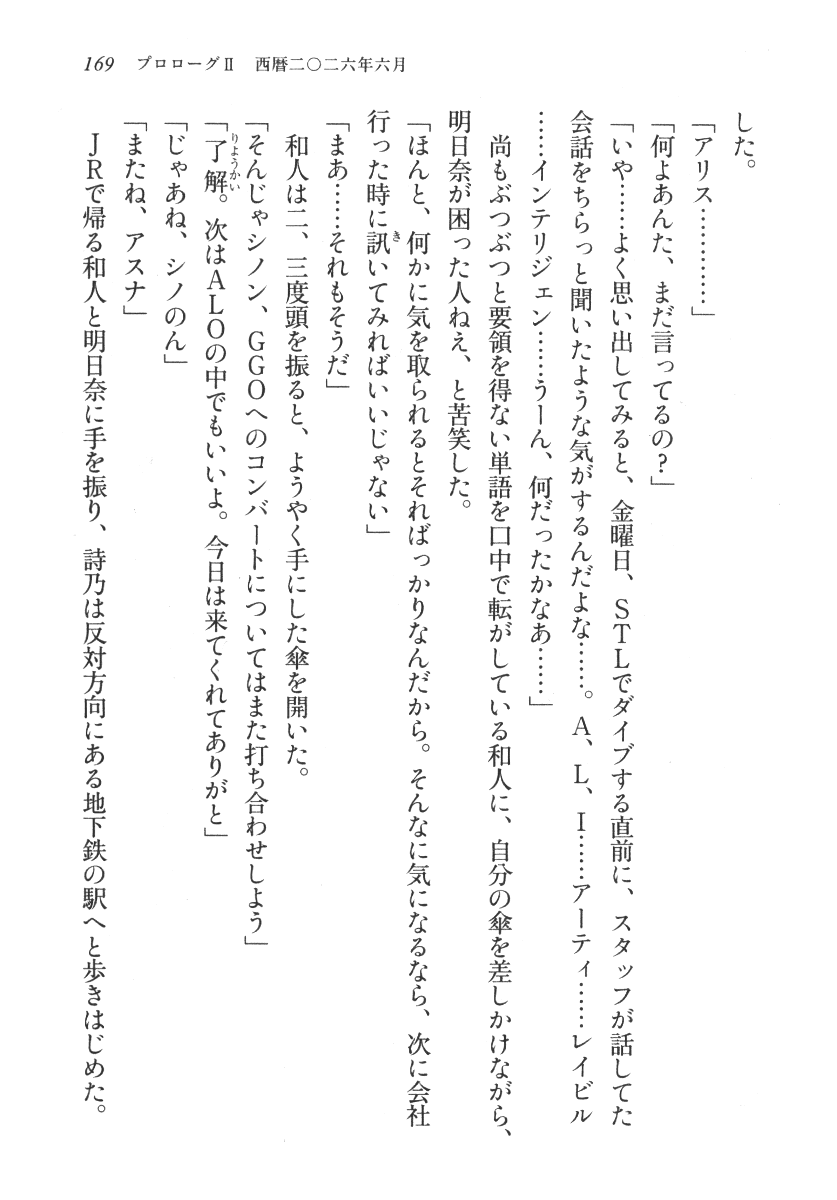 169 プロローグⅡ 西暦二〇二六年六月
した。
「アリス…………」
「何よあんた、まだ言ってるの?」
「いや……よく思い出してみると、金曜日、STLでダイブする直前に、スタッフが話してた
会話をちらっと聞いたような気がするんだよな……。A、L、I……アーティ……レイビル
……インテリジェン……うーん、何だったかなあ……」
尚もぶつぶつと要領を得ない単語を口中で転がしている和人に、自分の傘を差しかけながら、
明日奈が困った人ねえ、と苦笑した。
「ほんと、何かに気を取られるとそればっかりなんだから。そんなに気になるなら、次に会社
行った時に訊いてみればいいじゃない」
「まあ……それもそうだ」
和人は二、三度頭を振ると、ようやく手にした傘を開いた。
「そんじゃシノン、GGOへのコンバートについてはまた打ち合わせしよう」
「了解。次はALOの中でもいいよ。今日は来てくれてありがと」
「じゃあね、シノのん」
「またね、アスナ」
JRで帰る和人と明日奈に手を振り、詩乃は反対方向にある地下鉄の駅へと歩きはじめた。